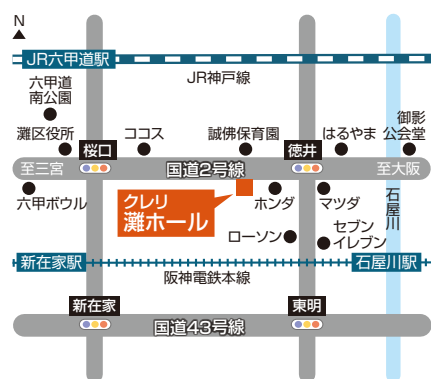 N
JR六甲道駅
JR神戸線
六甲道
南公園
灘区役所
桜口
ココス
誠佛保育園
徳井
はるやま
御影
公会堂
至三宮
国道2号線
至大阪
六甲ボウル
クレリ
灘ホール
ホンダ
マツダ
石屋川
ローソン
セブン
イレブン
新在家駅
阪神電鉄本線
石屋川駅
新在家
東明
国道43号線